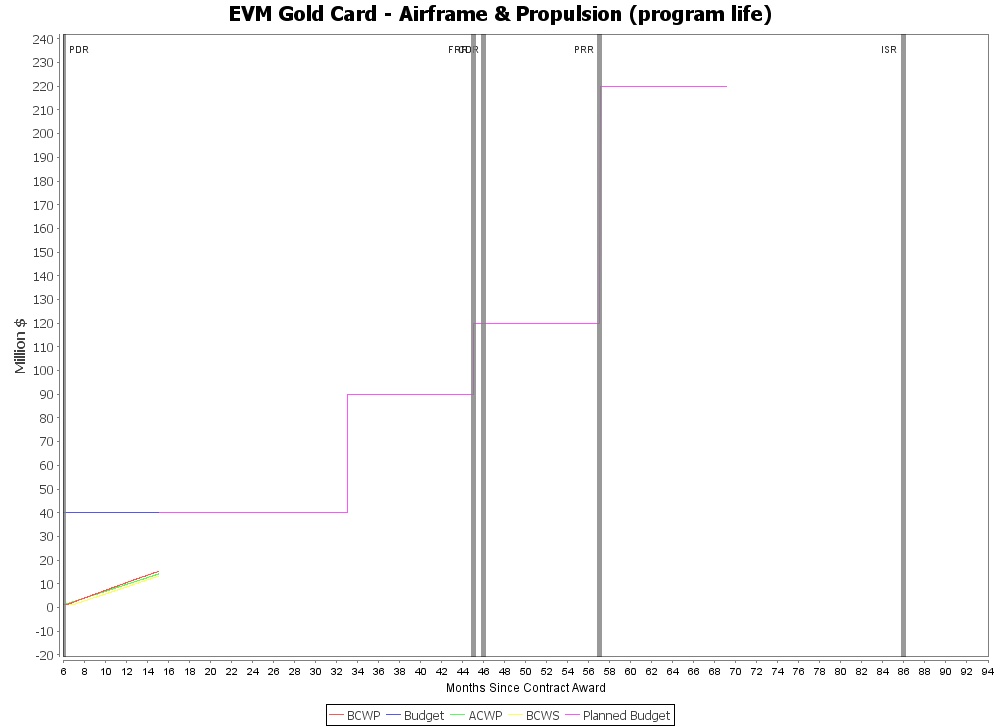 EVM Gold Card - Airframe & Propulsion (program life)
240
230
220
210
200
190
180
170
160
150
140
130
120
110
100
90
80
70
60
50
40
30
20
10
0
-10
-20
Million $
PDR
FRR
CDR
PRR
ISR
6 8 10 12 14 16 18 20 22 24 26 28 30 32 34 36 38 40 42 44 46 48 50 52 54 56 58 60 62 64 66 68 70 72 74 76 78 80 82 84 86 88 90 92 94
Months Since Contract Award
BCWP Budget ACWP BCWS Planned Budget